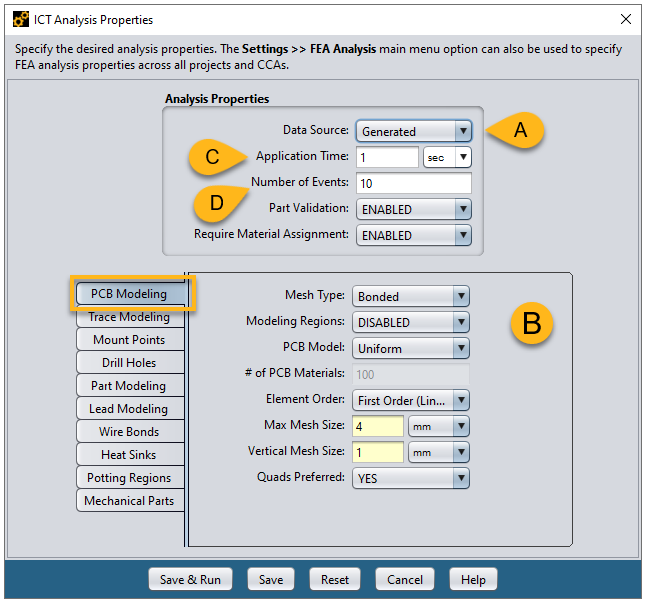 ICT Analysis Properties
Specify the desired analysis properties. The Settings >> FEA Analysis main menu option can also be used to specify
FEA analysis properties across all projects and CCAs.
Analysis Properties
Data Source: Generated
A
Application Time: 1 sec
C
Number of Events: 10
D
Part Validation: ENABLED
Require Material Assignment: ENABLED
PCB Modeling
Trace Modeling
Mount Points
Drill Holes
Part Modeling
Lead Modeling
Wire Bonds
Heat Sinks
Potting Regions
Mechanical Parts
Mesh Type: Bonded
Modeling Regions: DISABLED
B
PCB Model: Uniform
# of PCB Materials: 100
Element Order: First Order (Lin...
Max Mesh Size: 4 mm
Vertical Mesh Size: 1 mm
Quads Preferred: YES
Save & Run Save Reset Cancel Help